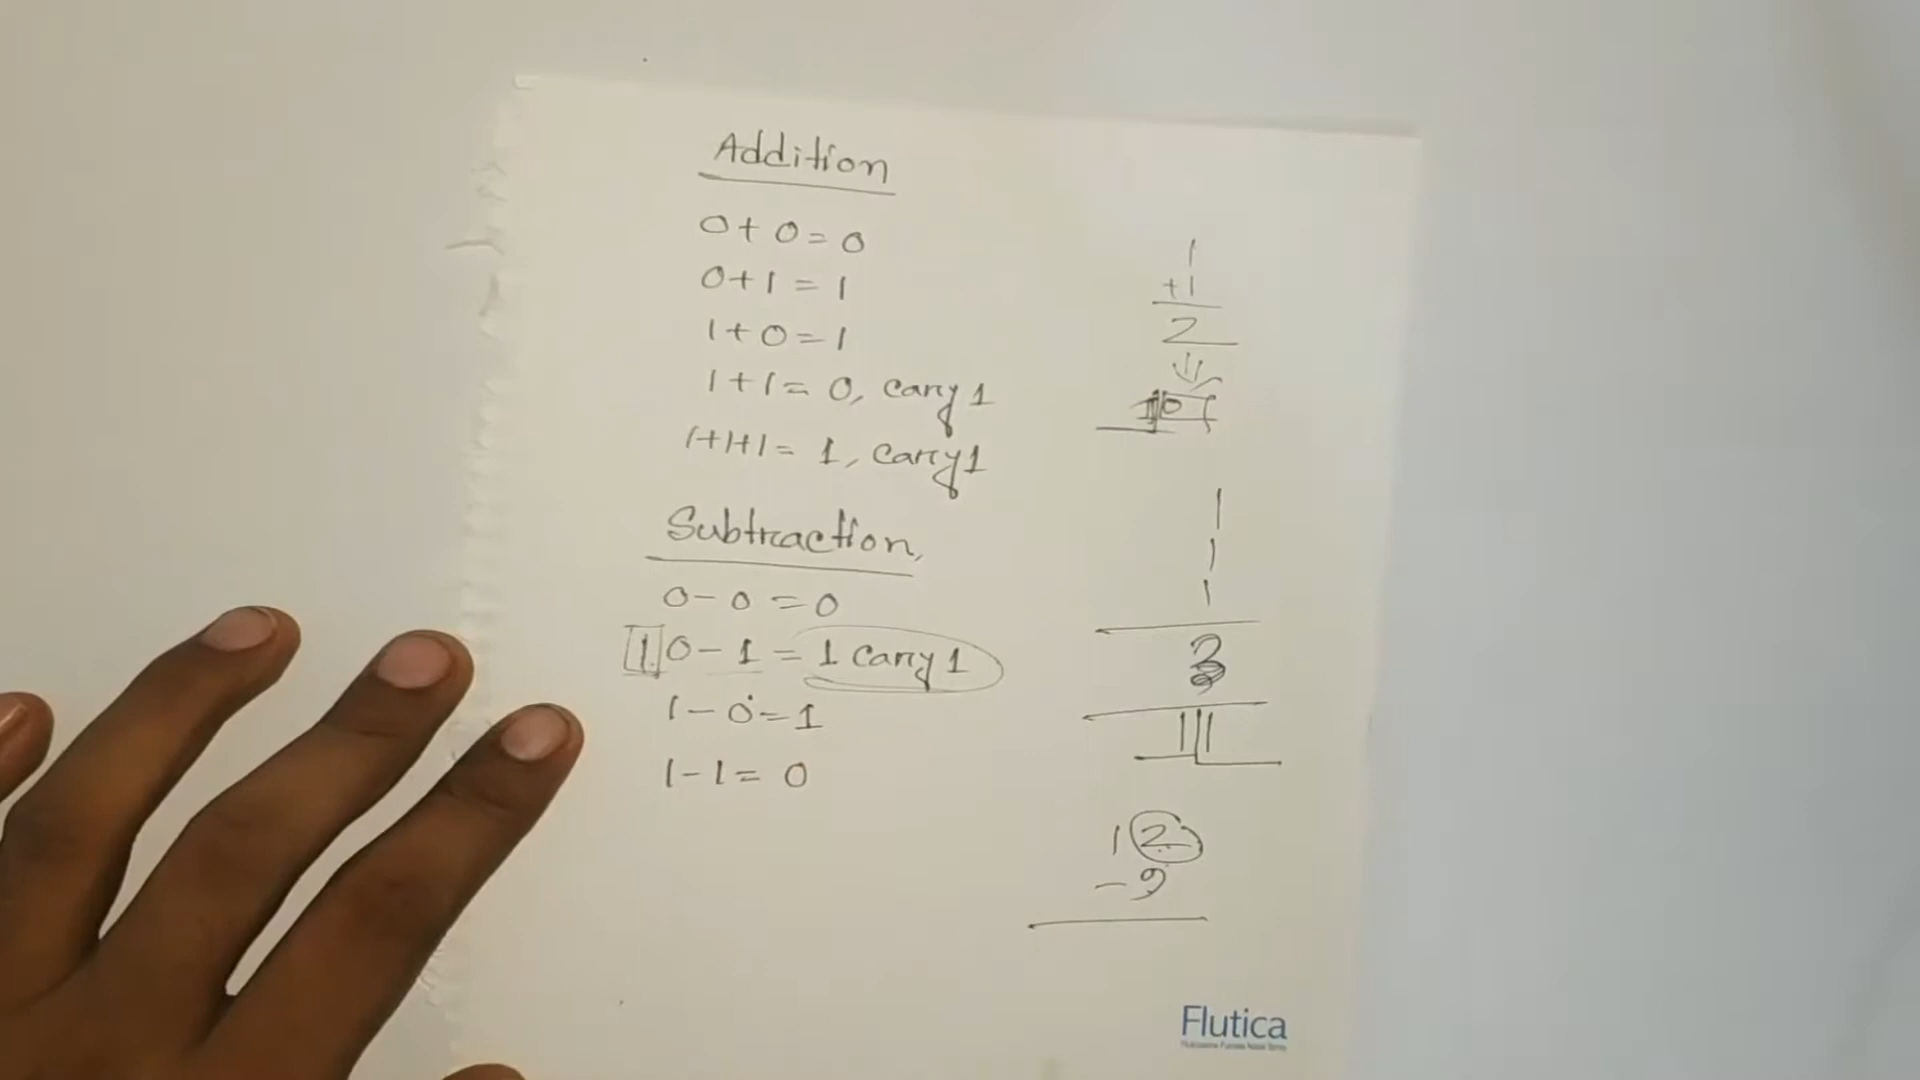 Addition
0+0=0
0+1=1
1+0=1
1+1=0, carry 1
1+1+1=1, carry 1
Subtraction
0-0=0
1 0-1=1 carry 1
1-0=1
1-1=0
1
+1
2
10
1
1
1
3
11
12
-9
Flutica